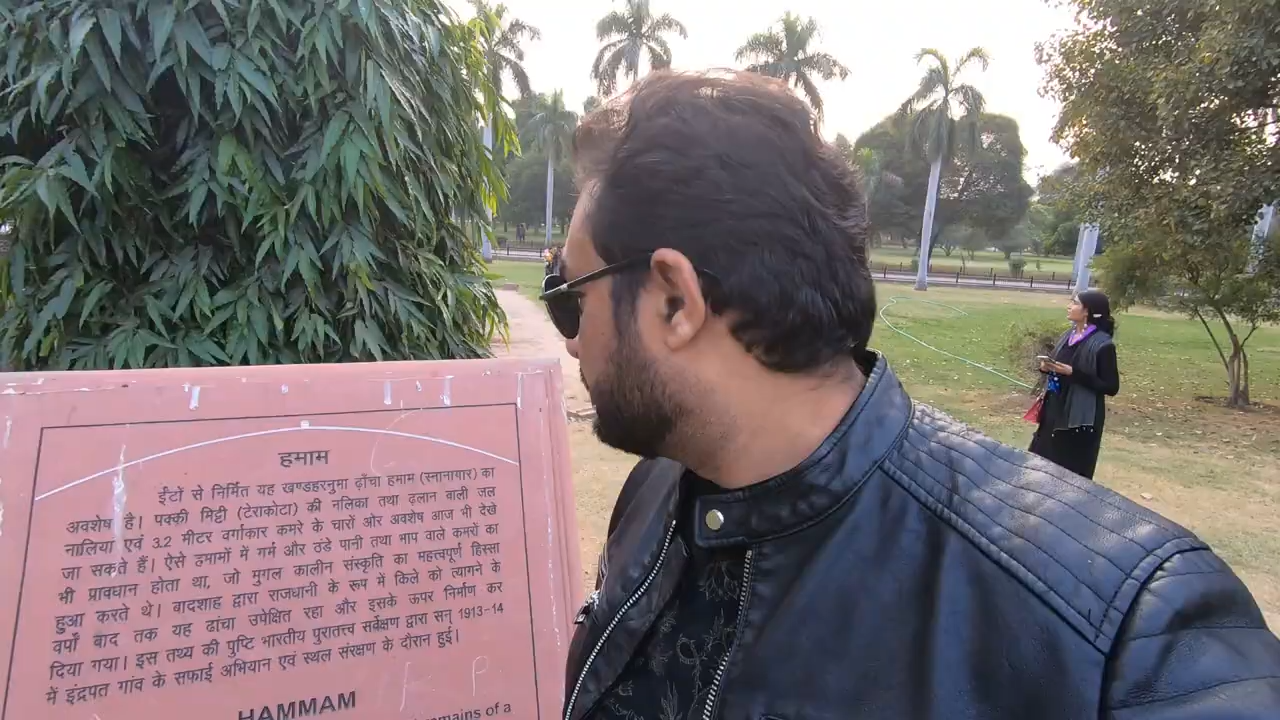 हमाम
ईंटों से निर्मित यह खण्डहरनुमा ढ़ाँचा हमाम (स्नानागार) का
अवशेष है। पक्की मिट्टी (टेराकोटा) की नलिका तथा ढ़लान वाली जल
नालिया एवं 3.2 मीटर वर्गाकार कमरे के चारों और अवशेष आज भी देखे
जा सकते हैं। ऐसे हमामों में गर्म और ठंडे पानी तथा भाप वाले कमरों का
भी प्रावधान होता था, जो मुगल कालीन संस्कृति का महत्वपूर्ण हिस्सा
हुआ करते थे। बादशाह द्वारा राजधानी के रूप में किले को त्यागने के
वर्षों बाद तक यह ढांचा उपेक्षित रहा और इसके ऊपर निर्माण कर
दिया गया। इस तथ्य की पुष्टि भारतीय पुरातत्त्व सर्वेक्षण द्वारा सन् 1913-14
में इंद्रपत गांव के सफाई अभियान एवं स्थल संरक्षण के दौरान हुई।
HAMMAM
remains of a